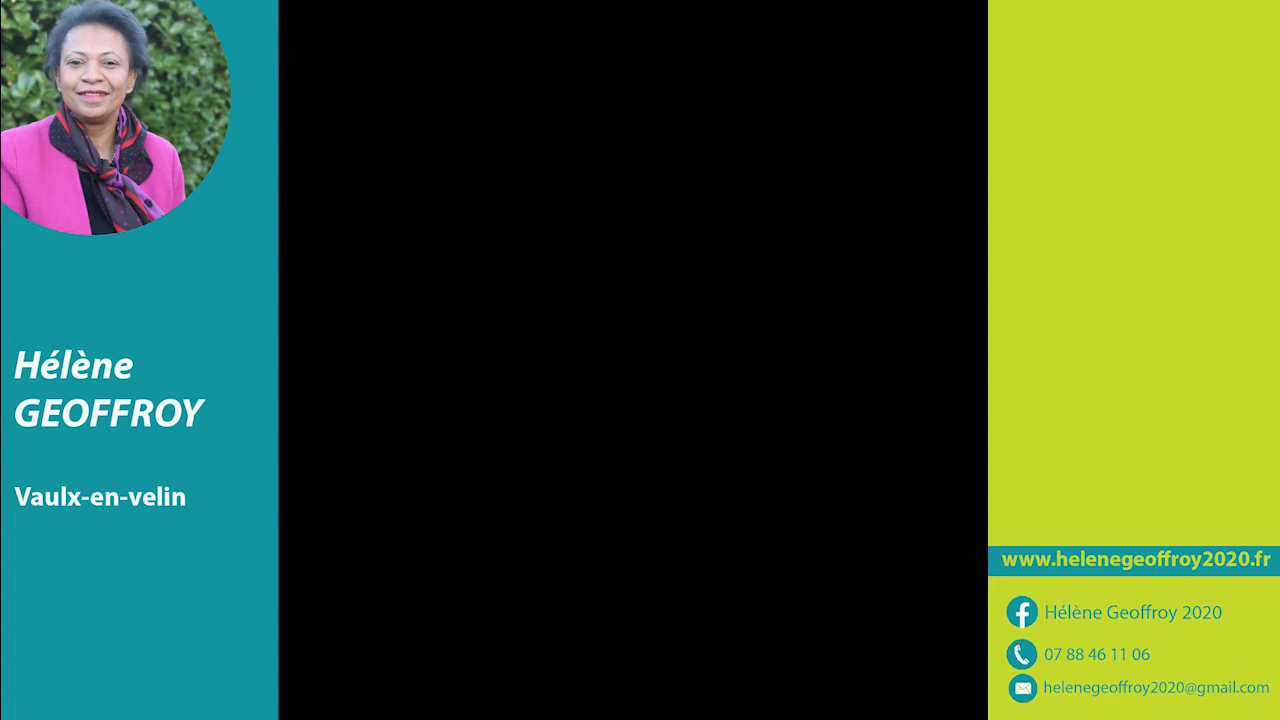 Hélène
GEOFFROY
Vaulx-en-velin
www.helenegeoffroy2020.fr
Hélène Geoffroy 2020
07 88 46 11 06
helenegeoffroy2020@gmail.com